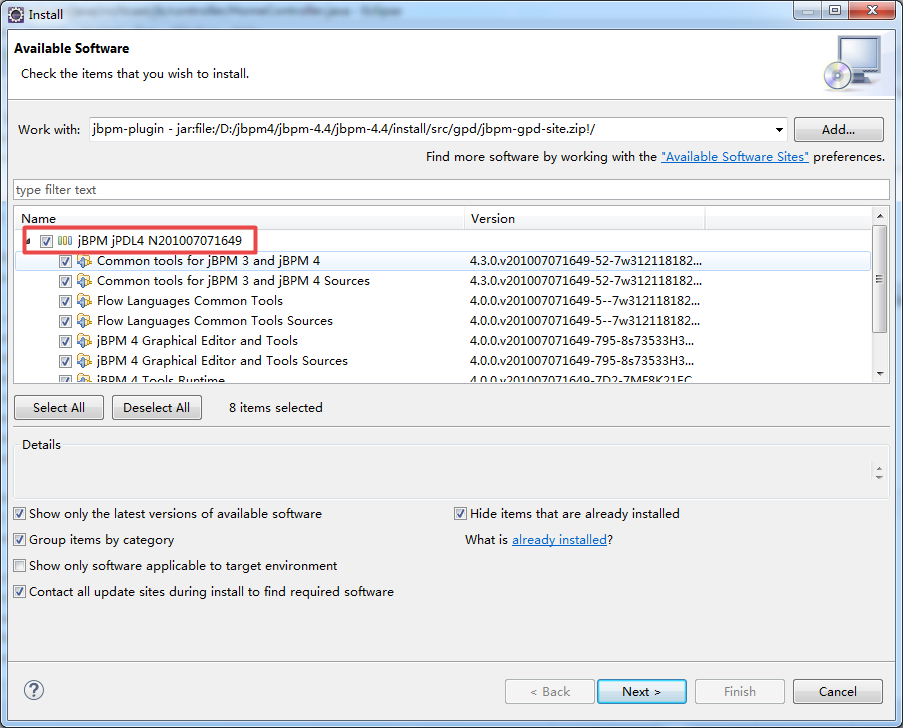 Install
Available Software
Check the items that you wish to install.
Work with: jbpm-plugin - jar:file:/D:/jbpm4/jbpm-4.4/jbpm-4.4/install/src/gpd/jbpm-gpd-site.zip!/ Add...
Find more software by working with the "Available Software Sites" preferences.
type filter text
Name Version
jBPM jPDL4 N201007071649
Common tools for jBPM 3 and jBPM 4 4.3.0.v201007071649-52-7w312118182...
Common tools for jBPM 3 and jBPM 4 Sources 4.3.0.v201007071649-52-7w312118182...
Flow Languages Common Tools 4.0.0.v201007071649-5--7w312118182...
Flow Languages Common Tools Sources 4.0.0.v201007071649-5--7w312118182...
jBPM 4 Graphical Editor and Tools 4.0.0.v201007071649-795-8s73533H3...
jBPM 4 Graphical Editor and Tools Sources 4.0.0.v201007071649-795-8s73533H3...
jBPM 4 Tools Runtime
Select All Deselect All 8 items selected
Details
Show only the latest versions of available software Hide items that are already installed
Group items by category What is already installed?
Show only software applicable to target environment
Contact all update sites during install to find required software
? < Back Next > Finish Cancel